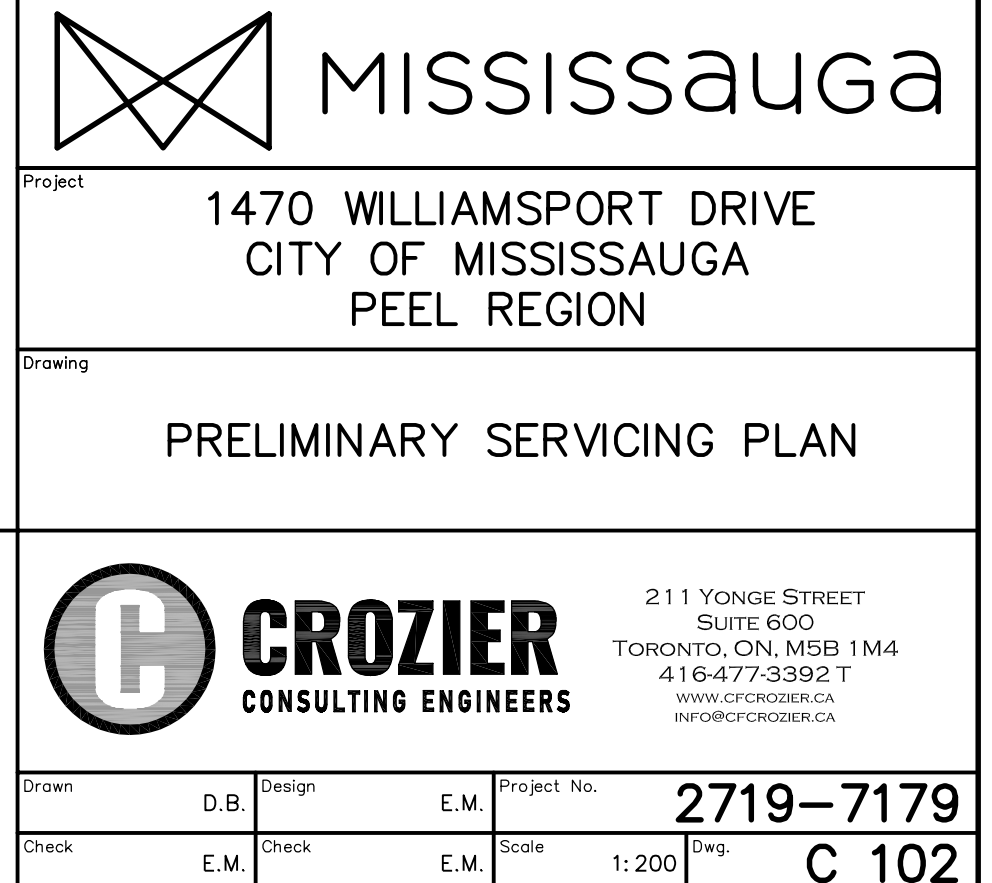 MISSISSauGa
Project
1470 WILLIAMSPORT DRIVE
CITY OF MISSISSAUGA
PEEL REGION
Drawing
PRELIMINARY SERVICING PLAN
C CROZIER
CONSULTING ENGINEERS
211 YONGE STREET
SUITE 600
TORONTO, ON, M5B 1M4
416-477-3392 T
WWW.CFCROZIER.CA
INFO@CFCROZIER.CA
Drawn D.B. Design E.M. Project No. 2719-7179
Check E.M. Check E.M. Scale 1:200 Dwg. C 102